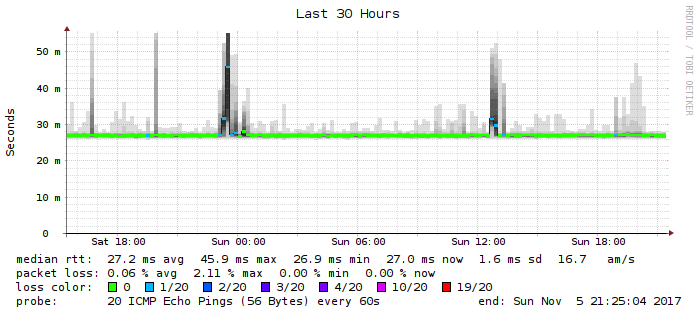 Last 30 Hours
RRDTOOL / TOBI OETIKER
Seconds
50 m
40 m
30 m
20 m
10 m
0
Sat 18:00 Sun 00:00 Sun 06:00 Sun 12:00 Sun 18:00
median rtt: 27.2 ms avg 45.9 ms max 26.9 ms min 27.0 ms now 1.6 ms sd 16.7 am/s
packet loss: 0.06 % avg 2.11 % max 0.00 % min 0.00 % now
loss color: 0 1/20 2/20 3/20 4/20 10/20 19/20
probe: 20 ICMP Echo Pings (56 Bytes) every 60s end: Sun Nov 5 21:25:04 2017